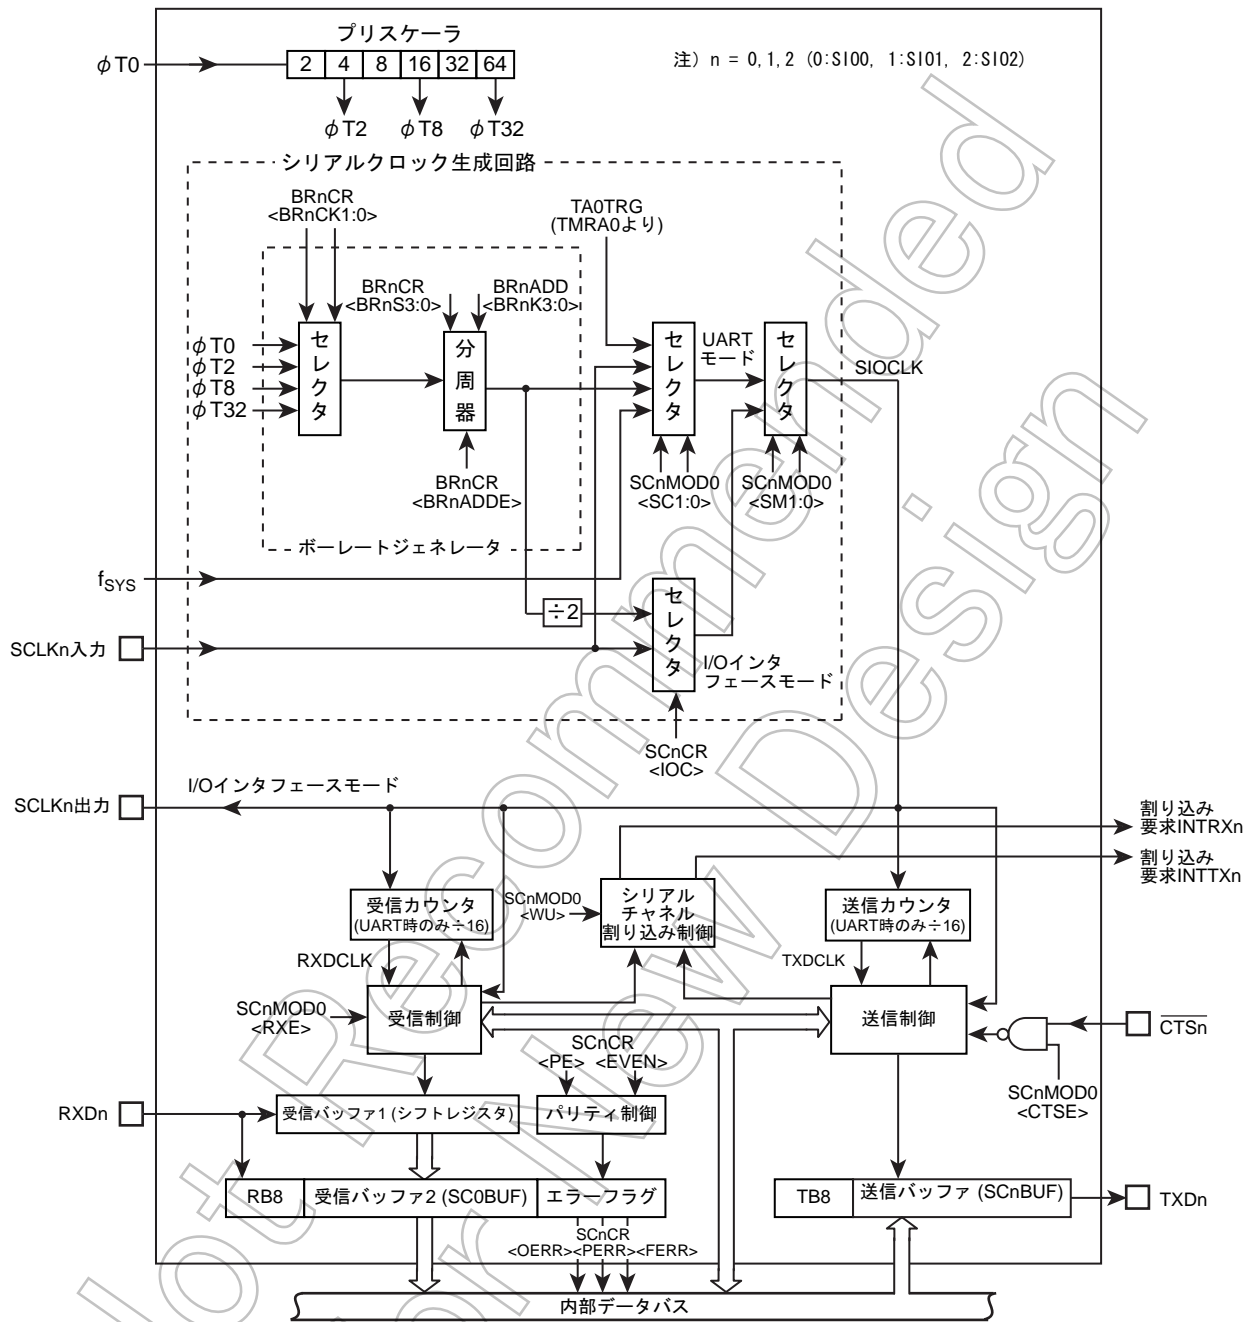 プリスケーラ
φT0
2 4 8 16 32 64
注) n = 0,1,2 (0:SIO0, 1:SIO1, 2:SIO2)
φT2 φT8 φT32
シリアルクロック生成回路
BRnCR
<BRnCK1:0>
TA0TRG
(TMRA0より)
BRnCR
<BRnS3:0>
BRnADD
<BRnK3:0>
φT0
φT2
φT8
φT32
セレクタ
分周器
セレクタ
UART
モード
セレクタ
SIOCLK
BRnCR
<BRnADDE>
SCnMOD0
<SC1:0>
SCnMOD0
<SM1:0>
ボーレートジェネレータ
fSYS
÷2
セレクタ
SCLKn入力
I/Oインタ
フェースモード
SCnCR
<IOC>
I/Oインタフェースモード
SCLKn出力
割り込み
要求INTRXn
割り込み
要求INTTXn
受信カウンタ
(UART時のみ÷16)
SCnMOD0
<WU>
シリアル
チャネル
割り込み制御
送信カウンタ
(UART時のみ÷16)
RXDCLK
TXDCLK
SCnMOD0
<RXE>
受信制御
送信制御
CTSn
SCnCR
<PE> <EVEN>
SCnMOD0
<CTSE>
RXDn
受信バッファ1 (シフトレジスタ)
パリティ制御
RB8
受信バッファ2 (SC0BUF)
エラーフラグ
TB8
送信バッファ (SCnBUF)
TXDn
SCnCR
<OERR><PERR><FERR>
内部データバス
Not Recommended
for New Design